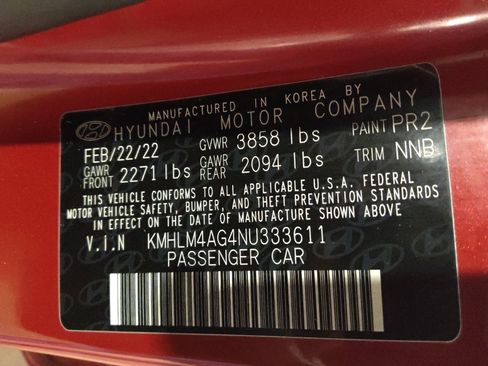 MANUFACTURED IN KOREA BY
HYUNDAI MOTOR COMPANY
FEB/22/22 GVWR 3858 lbs PAINT PR2
GAWR FRONT 2271 lbs GAWR REAR 2094 lbs TRIM NNB
THIS VEHICLE CONFORMS TO ALL APPLICABLE U.S.A. FEDERAL
MOTOR VEHICLE SAFETY, BUMPER, AND THEFT PREVENTION STANDARDS
IN EFFECT ON THE DATE OF MANUFACTURE SHOWN ABOVE.
V.I.N KMHLM4AG4NU333611
PASSENGER CAR